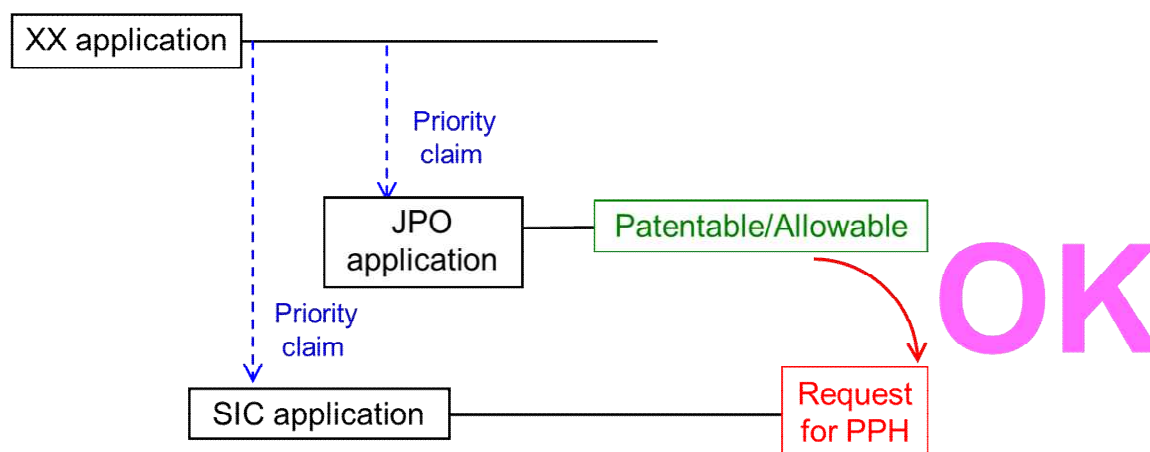 XX application
Priority
claim
JPO
application
Patentable/Allowable
OK
Priority
claim
SIC application
Request
for PPH